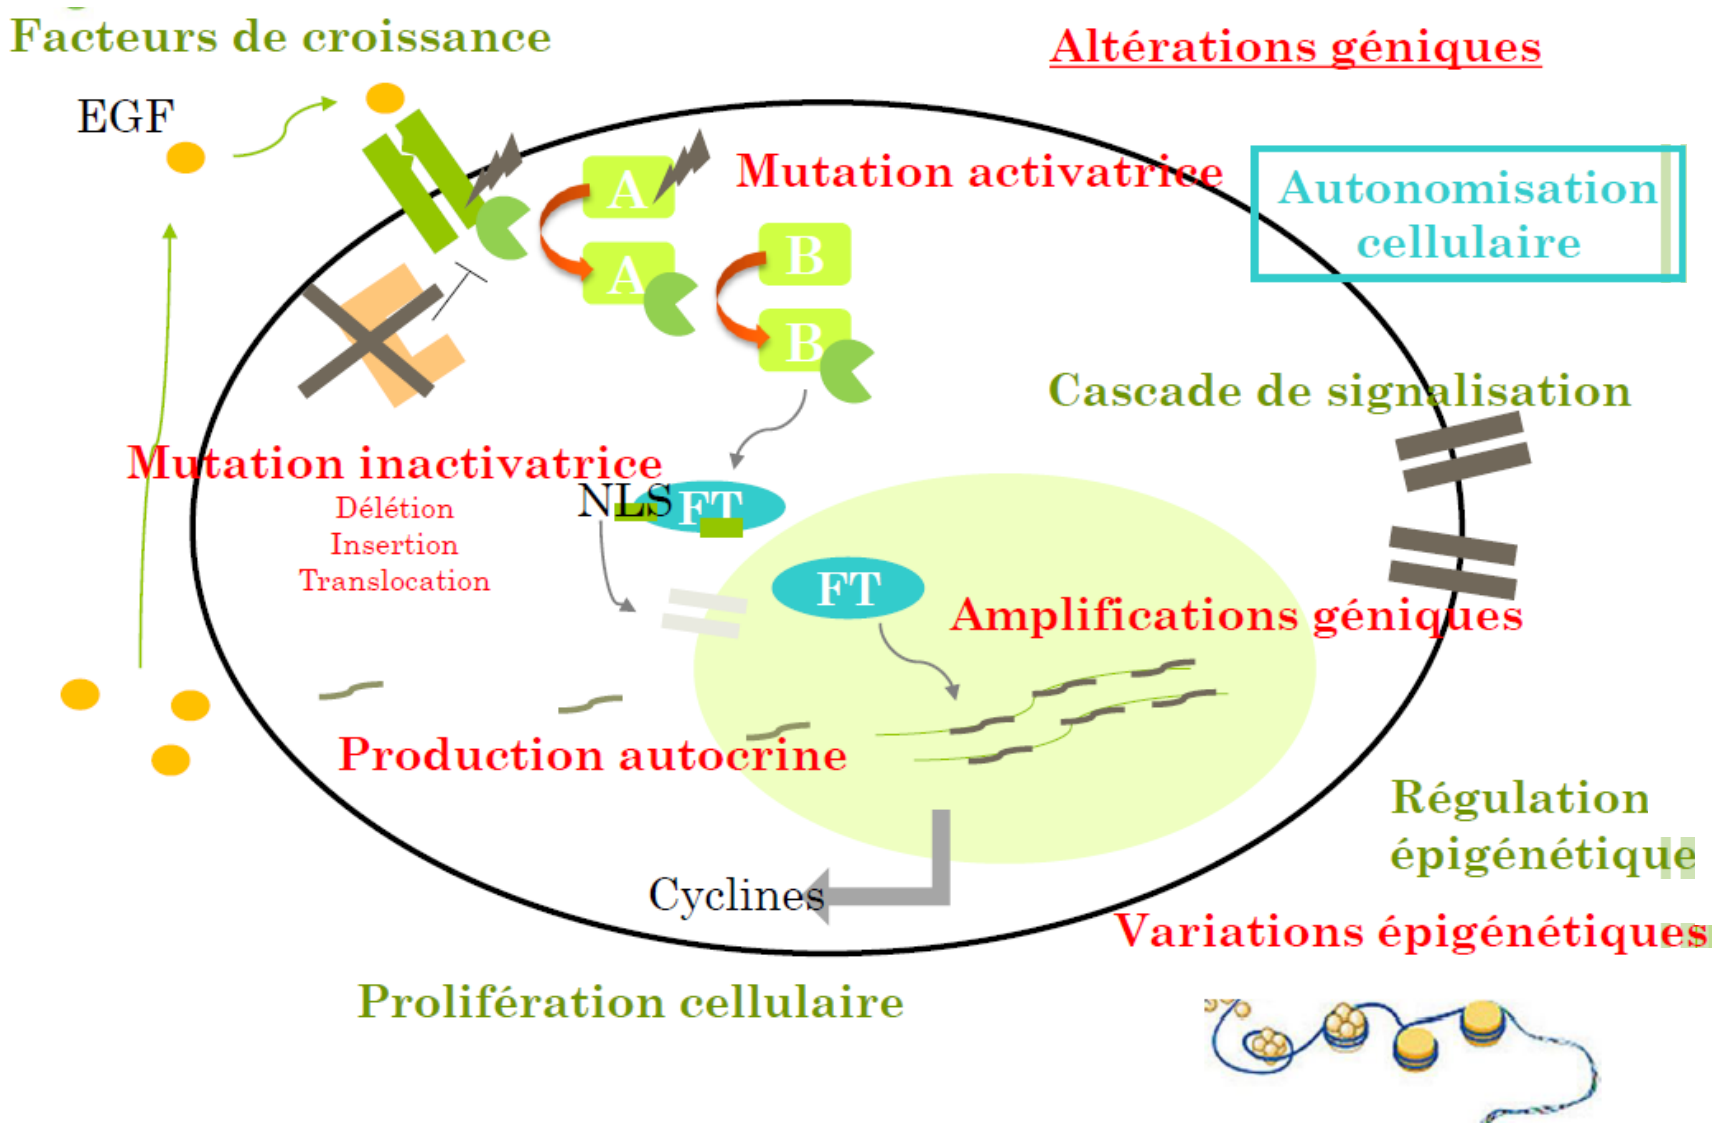 Facteurs de croissance
Altérations géniques
EGF
Mutation activatrice
A
A
B
B
Autonomisation
cellulaire
Cascade de signalisation
Mutation inactivatrice
Délétion
Insertion
Translocation
NLS
FT
FT
Amplifications géniques
Production autocrine
Régulation
épigénétique
Cyclines
Variations épigénétiques
Prolifération cellulaire